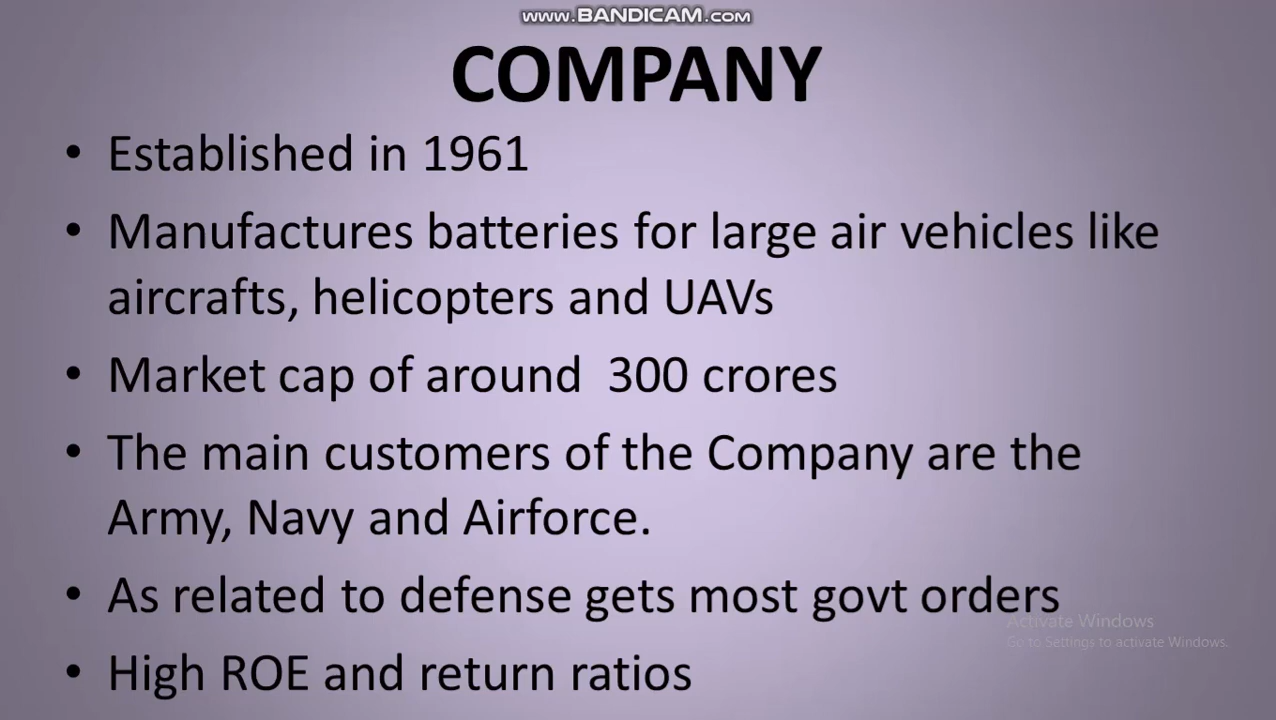 www.BANDICAM.com
COMPANY
• Established in 1961
• Manufactures batteries for large air vehicles like
aircrafts, helicopters and UAVs
• Market cap of around  300 crores
• The main customers of the Company are the
Army, Navy and Airforce.
• As related to defense gets most govt orders
Activate Windows
Go to Settings to activate Windows.
• High ROE and return ratios